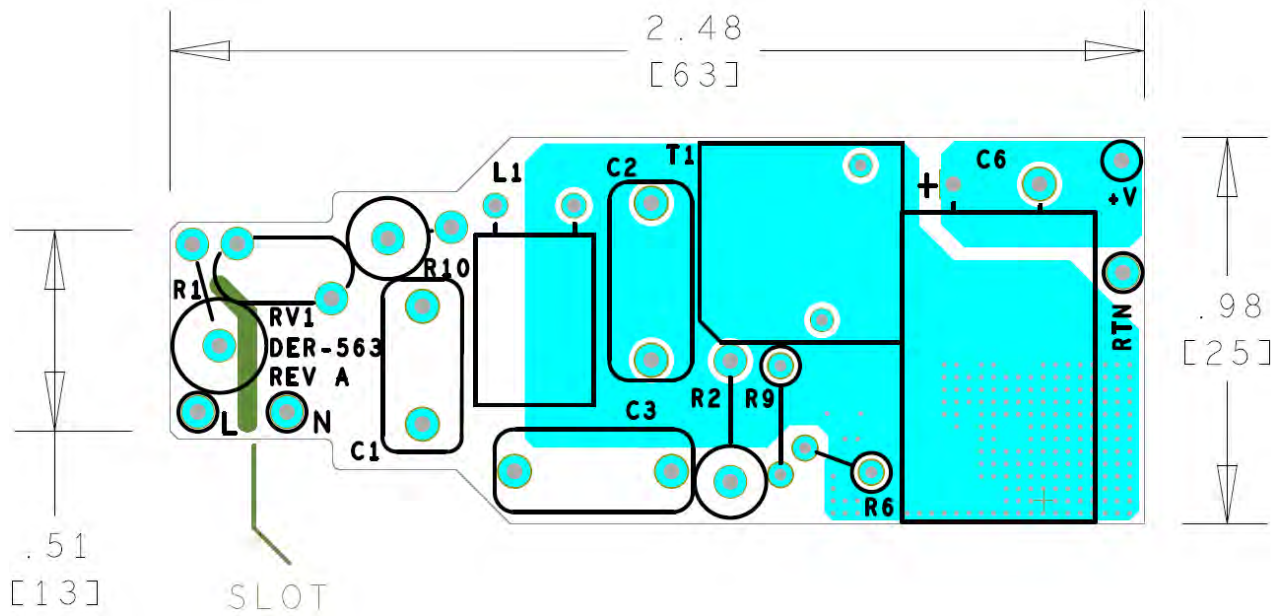 2.48
[63]
T1
C6
L1
C2
+
+V
R10
R1
RV1
DER-563
REV A
RTN
.98
[25]
R2
R9
C3
L
N
C1
R6
.51
[13]
SLOT